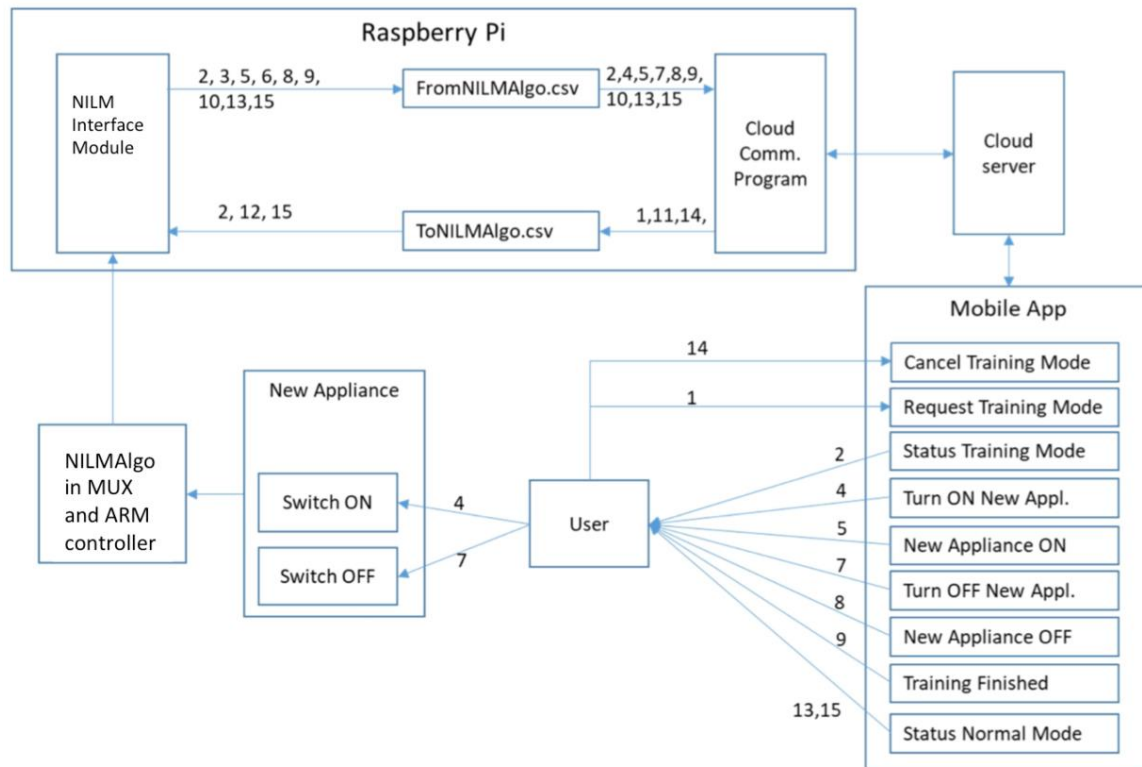 Raspberry Pi
NILM
Interface
Module
2, 3, 5, 6, 8, 9,
10,13,15
FromNILMAlgo.csv
2,4,5,7,8,9,
10,13,15
Cloud
Comm.
Program
Cloud
server
2, 12, 15
ToNILMAlgo.csv
1,11,14,
Mobile App
14
Cancel Training Mode
1
Request Training Mode
2
Status Training Mode
4
Turn ON New Appl.
5
New Appliance ON
7
Turn OFF New Appl.
8
New Appliance OFF
9
Training Finished
13,15
Status Normal Mode
New Appliance
Switch ON
4
Switch OFF
7
User
NILMAlgo
in MUX
and ARM
controller